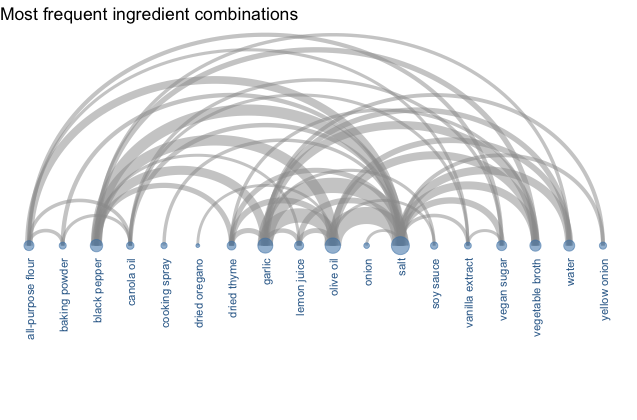 Most frequent ingredient combinations
all-purpose flour
baking powder
black pepper
canola oil
cooking spray
dried oregano
dried thyme
garlic
lemon juice
olive oil
onion
salt
soy sauce
vanilla extract
vegan sugar
vegetable broth
water
yellow onion